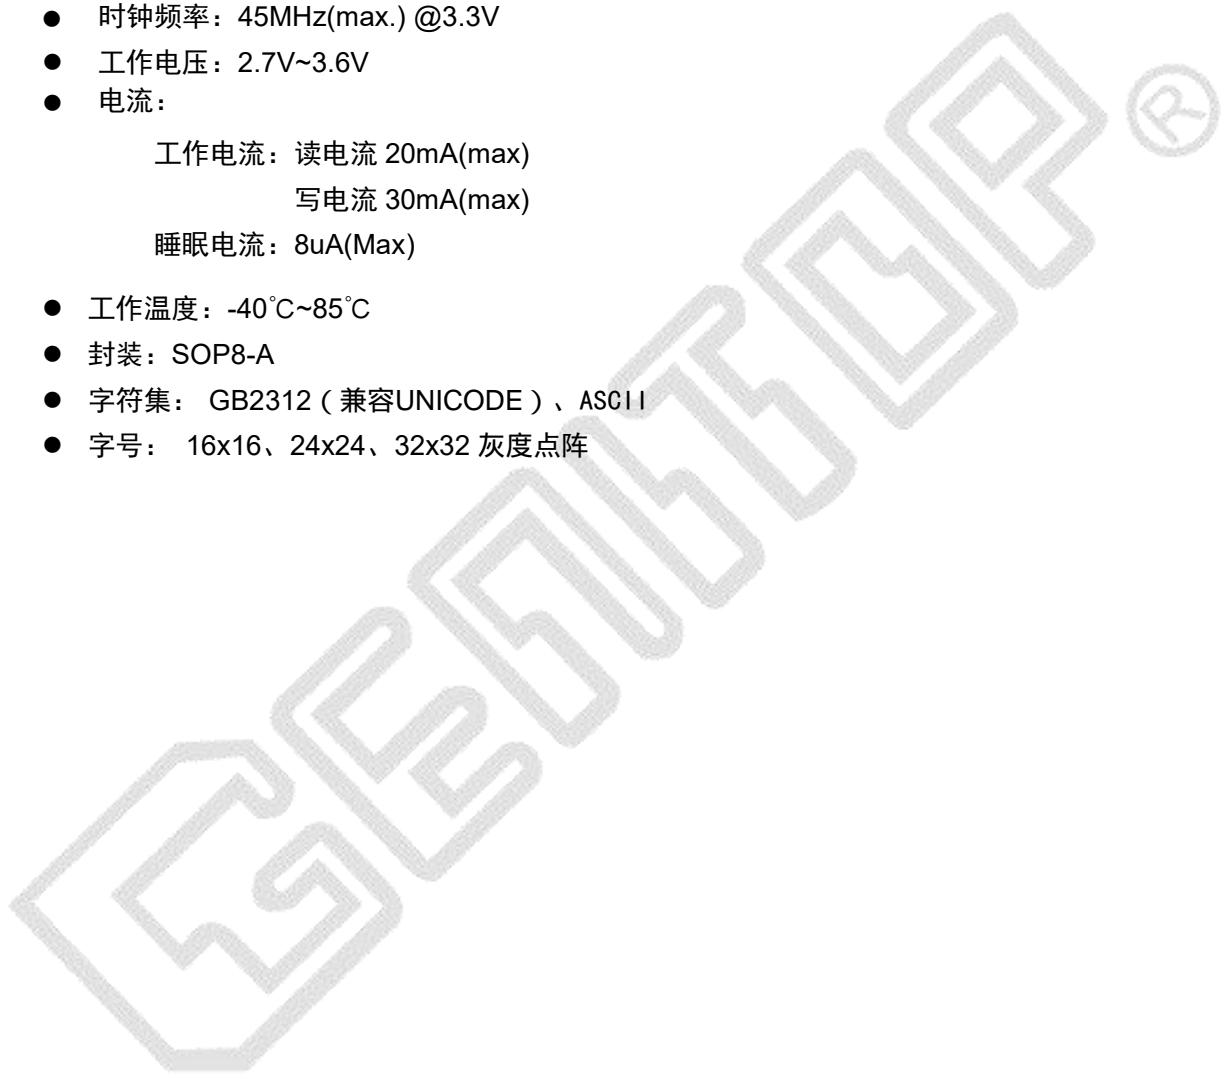 ● 时钟频率：45MHz(max.) @3.3V
● 工作电压：2.7V~3.6V
● 电流：
工作电流：读电流 20mA(max)
写电流 30mA(max)
睡眠电流：8uA(Max)
● 工作温度：-40℃~85℃
● 封装：SOP8-A
● 字符集： GB2312（兼容UNICODE）、ASCII
● 字号： 16x16、24x24、32x32 灰度点阵
GENITOP®